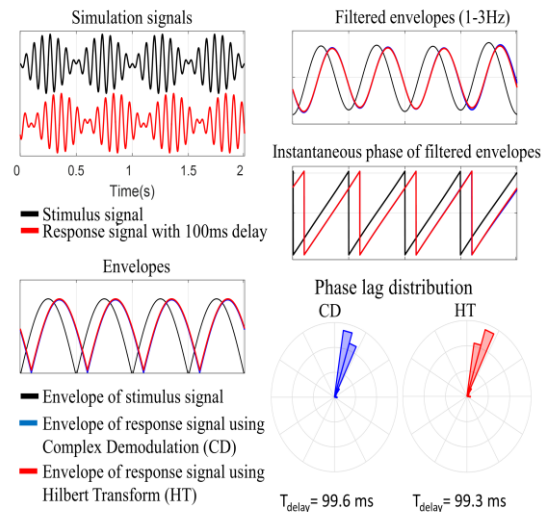 Simulation signals
0
0.5
1
1.5
2
Time(s)
Stimulus signal
Response signal with 100ms delay
Envelopes
Envelope of stimulus signal
Envelope of response signal using
Complex Demodulation (CD)
Envelope of response signal using
Hilbert Transform (HT)
Filtered envelopes (1-3Hz)
Instantaneous phase of filtered envelopes
Phase lag distribution
CD
HT
Tdelay= 99.6 ms
Tdelay= 99.3 ms